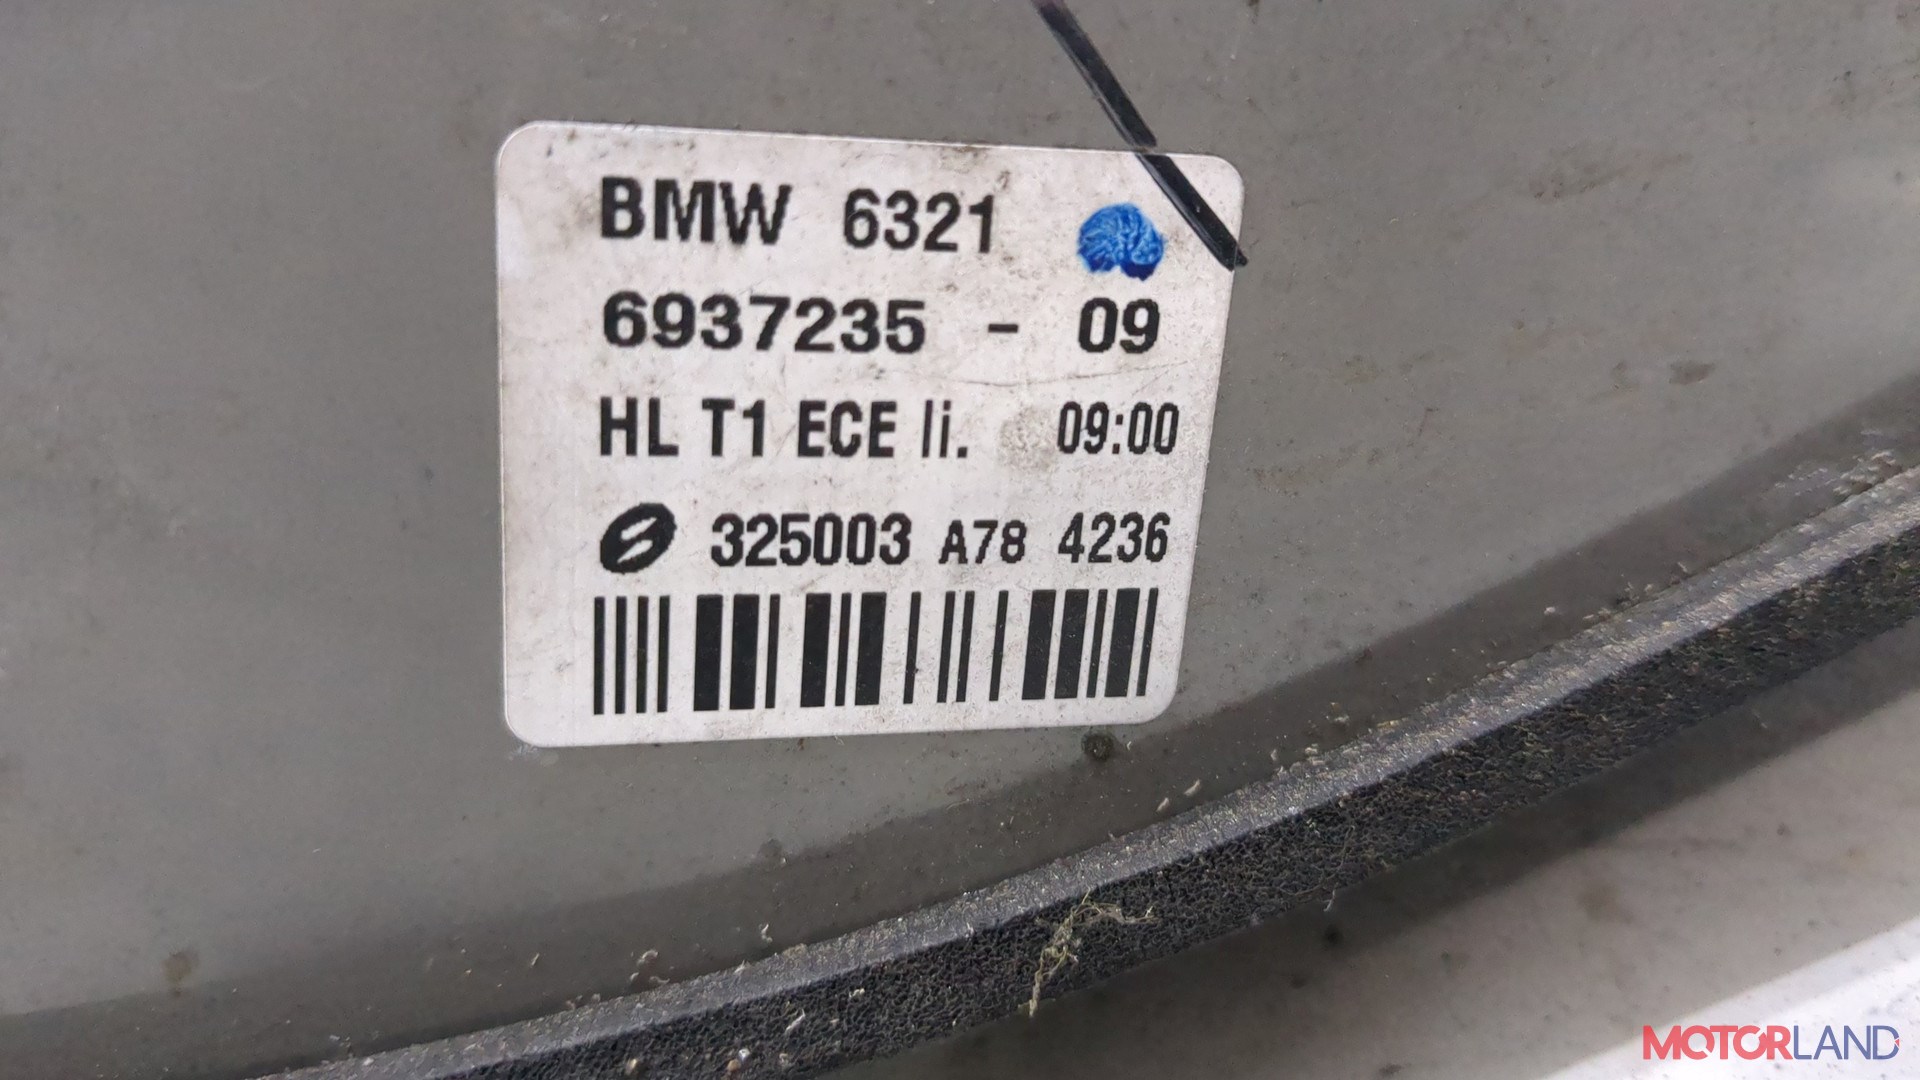 BMW 6321
6937235 - 09
HL T1 ECE li. 09:00
325003 A78 4236
MOTORLAND